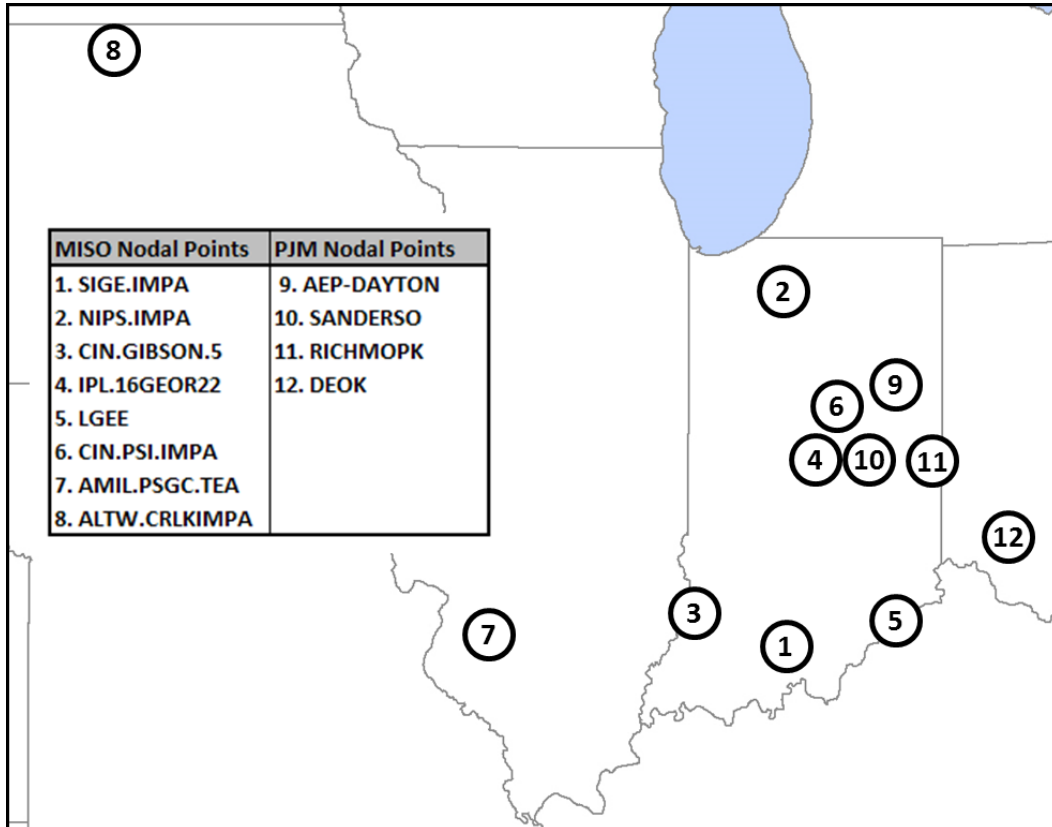 8
MISO Nodal Points PJM Nodal Points
1. SIGE.IMPA 9. AEP-DAYTON
2. NIPS.IMPA 10. SANDERSO
3. CIN.GIBSON.5 11. RICHMOPK
4. IPL.16GEOR22 12. DEOK
5. LGEE
6. CIN.PSI.IMPA
7. AMIL.PSGC.TEA
8. ALTW.CRLKIMPA
2
9
6
4 10 11
12
3
5
7
1